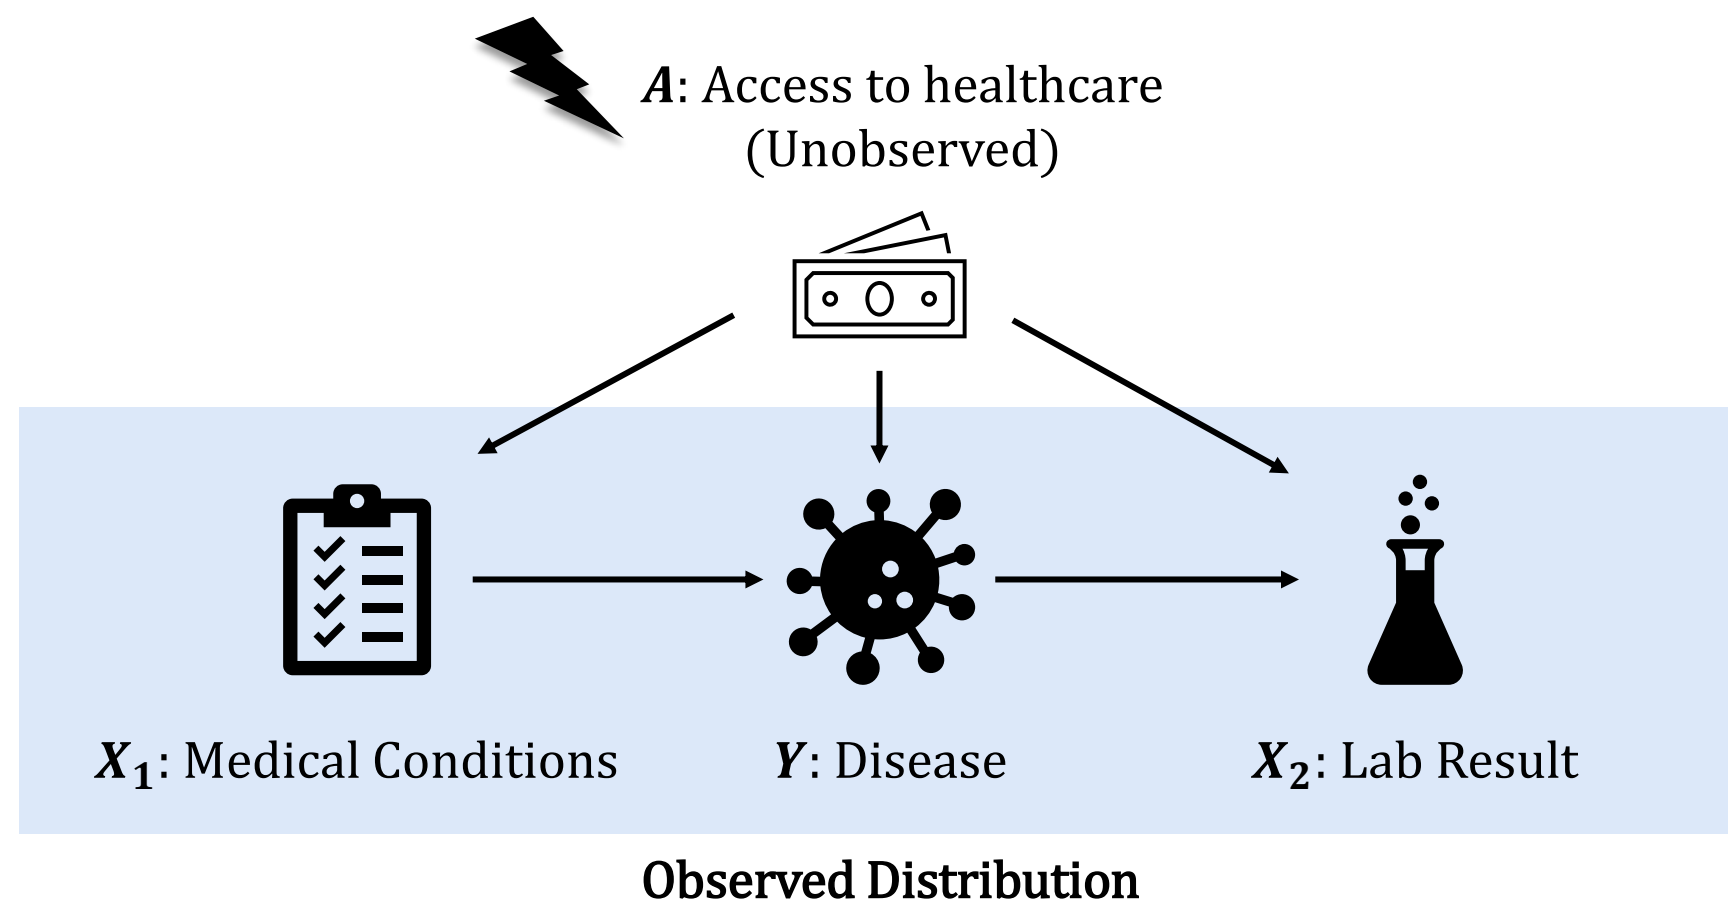 A: Access to healthcare
(Unobserved)
X₁: Medical Conditions
Y: Disease
X₂: Lab Result
Observed Distribution